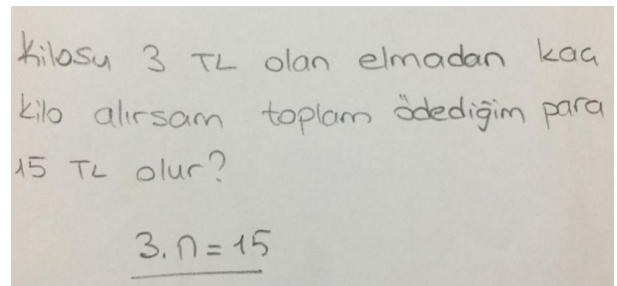 Kilosu 3 TL olan elmadan kaç
kilo alırsam toplam ödediğim para
15 TL olur?
3.n=15